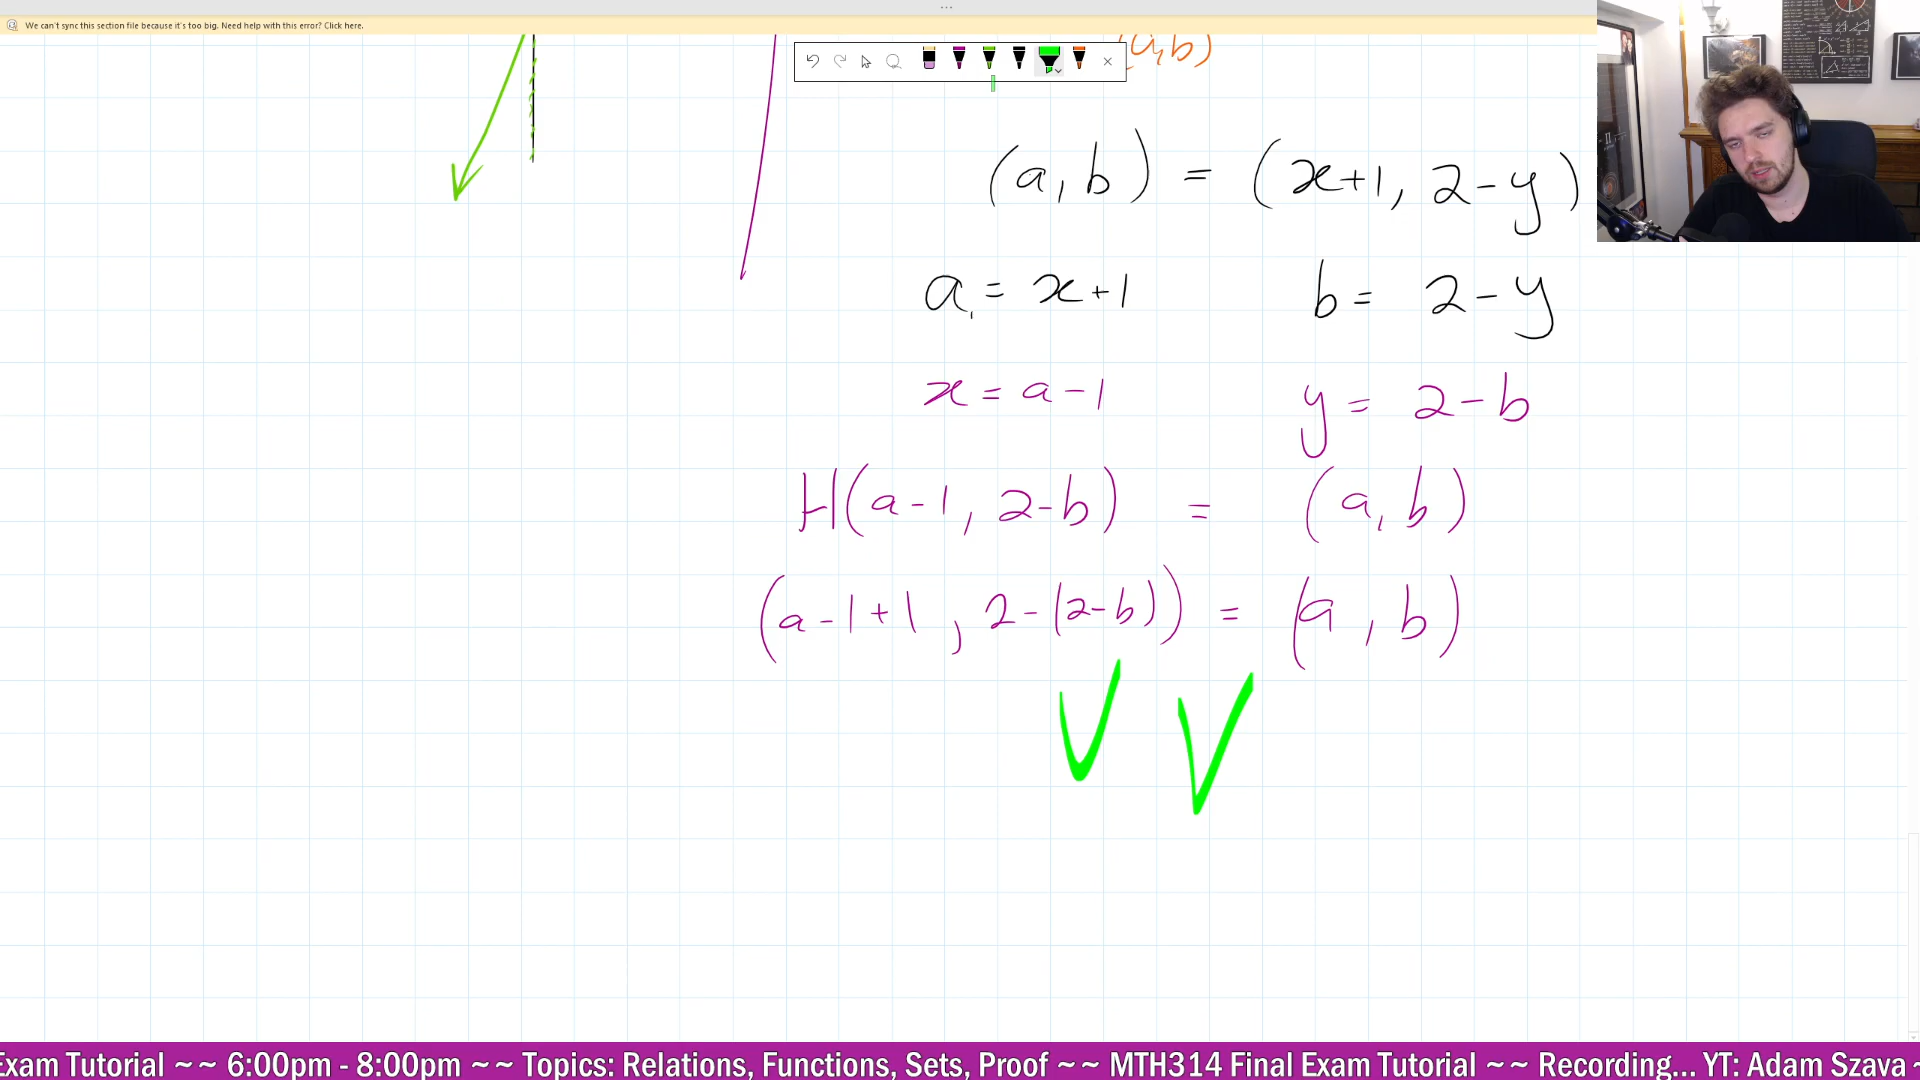 We can't sync this section file because it's too big. Need help with this error? Click here.
(a,b)
(a, b) = (x+1, 2-y)
a = x+1 b = 2-y
x = a-1 y = 2-b
H(a-1, 2-b) = (a, b)
(a-1+1, 2-(2-b)) = (a, b)
Exam Tutorial ~~ 6:00pm - 8:00pm ~~ Topics: Relations, Functions, Sets, Proof ~~ MTH314 Final Exam Tutorial ~~ Recording... YT: Adam Szava ~